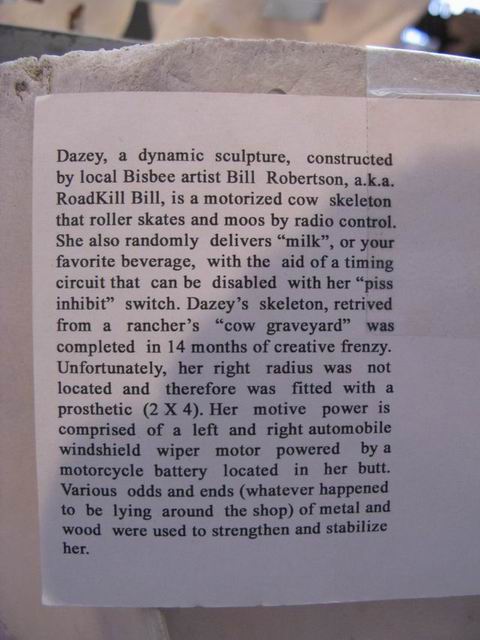 Dazey, a dynamic sculpture, constructed
by local Bisbee artist Bill Robertson, a.k.a.
RoadKill Bill, is a motorized cow skeleton
that roller skates and moos by radio control.
She also randomly delivers “milk”, or your
favorite beverage, with the aid of a timing
circuit that can be disabled with her “piss
inhibit” switch. Dazey's skeleton, retrived
from a rancher's “cow graveyard” was
completed in 14 months of creative frenzy.
Unfortunately, her right radius was not
located and therefore was fitted with a
prosthetic (2 X 4). Her motive power is
comprised of a left and right automobile
windshield wiper motor powered by a
motorcycle battery located in her butt.
Various odds and ends (whatever happened
to be lying around the shop) of metal and
wood were used to strengthen and stabilize
her.